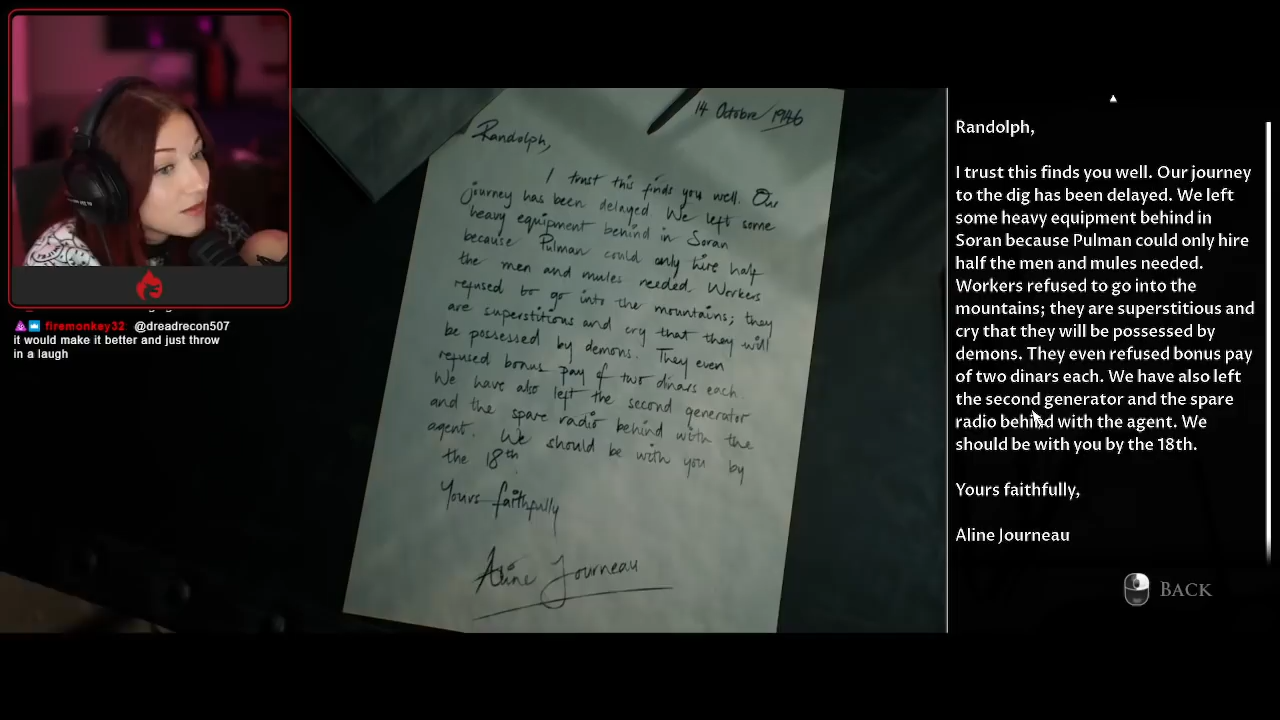 14 Octobre 1946
Randolph,
I trust this finds you well. Our
journey has been delayed We left some
heavy equipment behind in Soran
because Pulman could only hire half
the men and mules needed. Workers
refused to go into the mountains; they
are superstitious and cry that they will
be possessed by demons. They even
refused bonus pay of two dinars each.
We have also left the second generator
and the spare radio behind with the
agent. We should be with you by
the 18th
Yours faithfully
Aline Journeau
Randolph,
I trust this finds you well. Our journey
to the dig has been delayed. We left
some heavy equipment behind in
Soran because Pulman could only hire
half the men and mules needed.
Workers refused to go into the
mountains; they are superstitious and
cry that they will be possessed by
demons. They even refused bonus pay
of two dinars each. We have also left
the second generator and the spare
radio behind with the agent. We
should be with you by the 18th.
Yours faithfully,
Aline Journeau
BACK
firemonkey32 @dreadrecon507
it would make it better and just throw
in a laugh